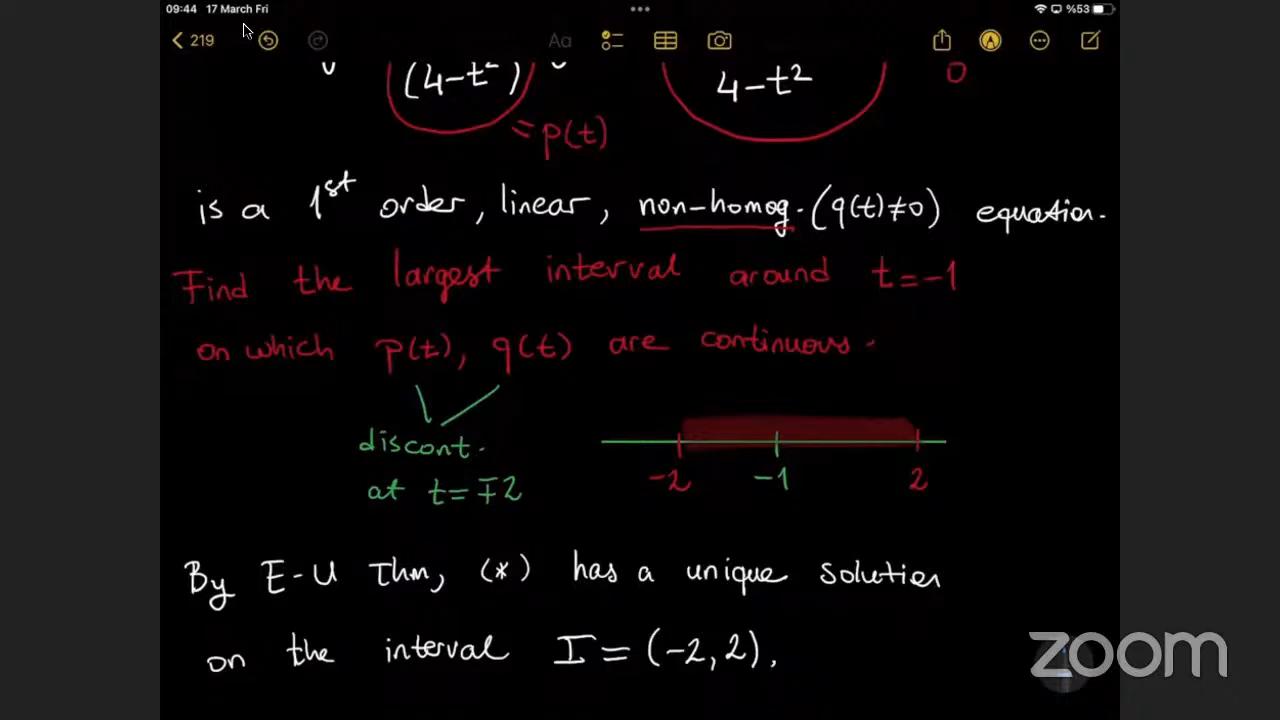 09:44 17 March Fri %53
219 Aa
(4-t²) 4-t² 0
= p(t)
is a 1st order, linear, non-homog. (q(t)≠0) equation.
Find the largest interval around t=-1
on which p(t), q(t) are continuous.
discont.
at t=∓2
-2 -1 2
By E-U Thm, (*) has a unique solution
on the interval I = (-2, 2).
zoom